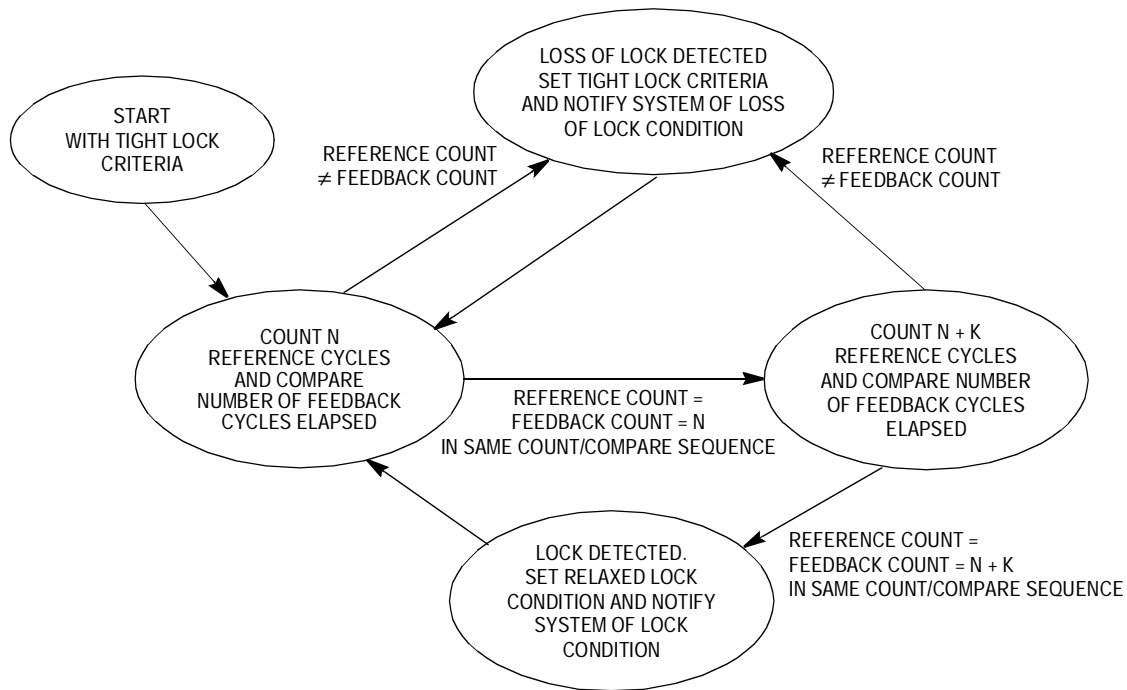 LOSS OF LOCK DETECTED
SET TIGHT LOCK CRITERIA
AND NOTIFY SYSTEM OF LOSS
OF LOCK CONDITION
START
WITH TIGHT LOCK
CRITERIA
REFERENCE COUNT
≠ FEEDBACK COUNT
REFERENCE COUNT
≠ FEEDBACK COUNT
COUNT N
REFERENCE CYCLES
AND COMPARE
NUMBER OF FEEDBACK
CYCLES ELAPSED
REFERENCE COUNT =
FEEDBACK COUNT = N
IN SAME COUNT/COMPARE SEQUENCE
COUNT N + K
REFERENCE CYCLES
AND COMPARE NUMBER
OF FEEDBACK CYCLES
ELAPSED
LOCK DETECTED.
SET RELAXED LOCK
CONDITION AND NOTIFY
SYSTEM OF LOCK
CONDITION
REFERENCE COUNT =
FEEDBACK COUNT = N + K
IN SAME COUNT/COMPARE SEQUENCE